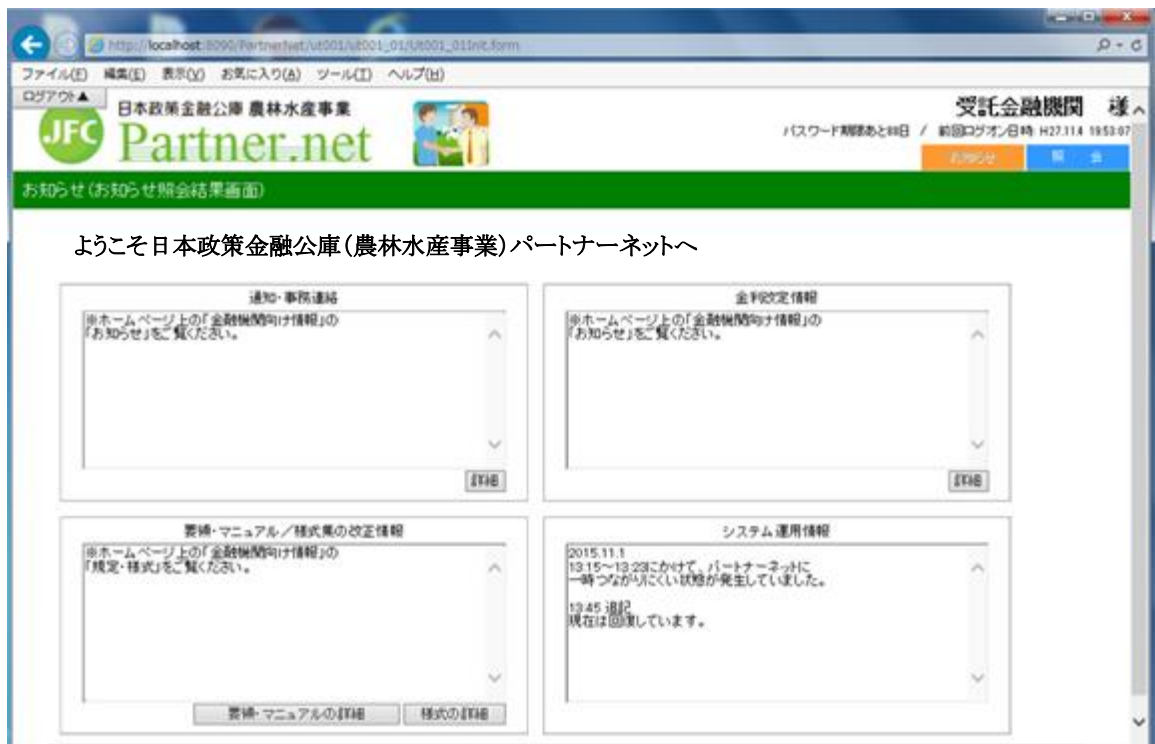 http://localhost:8090/PartnerNet/ut001/ut001_01/Ut001_01Init.form
ファイル(F) 編集(E) 表示(V) お気に入り(A) ツール(T) ヘルプ(H)
ログアウト▲
JFC
日本政策金融公庫 農林水産事業
Partner.net
受託金融機関 様
パスワード期限あと88日 / 前回ログオン日時 H27.11.4 19:53:07
お知らせ
照 会
お知らせ(お知らせ照会結果画面)
ようこそ日本政策金融公庫(農林水産事業)パートナーネットへ
通知・事務連絡
※ホームページ上の「金融機関向け情報」の
「お知らせ」をご覧ください。
詳細
金利改定情報
※ホームページ上の「金融機関向け情報」の
「お知らせ」をご覧ください。
詳細
要領・マニュアル/様式集の改正情報
※ホームページ上の「金融機関向け情報」の
「規定・様式」をご覧ください。
要領・マニュアルの詳細
様式の詳細
システム運用情報
2015.11.1
13:15~13:23にかけて、パートナーネットに
一時つながりにくい状態が発生していました。
13:45 追記
現在は回復しています。